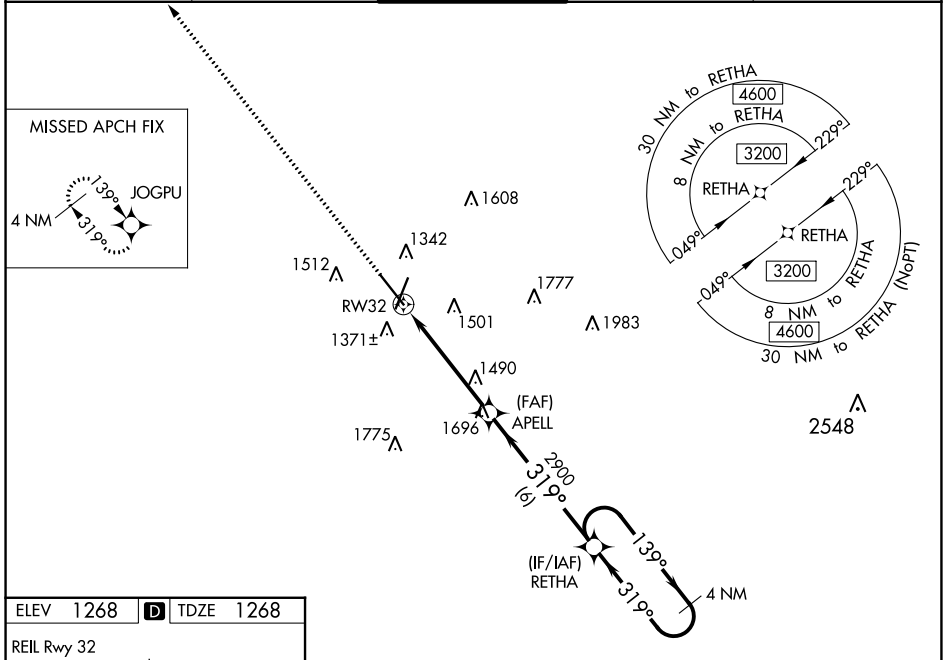 MISSED APCH FIX
139°
JOGPU
4 NM
319°
30 NM to RETHA
4600
8 NM to RETHA
3200
229°
RETHA
049°
229°
RETHA
049°
3200
8 NM to RETHA
4600
30 NM to RETHA (NoPT)
1608
1342
1512
RW32
1777
1501
1983
1371±
1490
(FAF)
APELL
1696
1775
2548
2900
319°
(6)
(IF/IAF)
RETHA
139°
319°
4 NM
ELEV 1268 D TDZE 1268
REIL Rwy 32